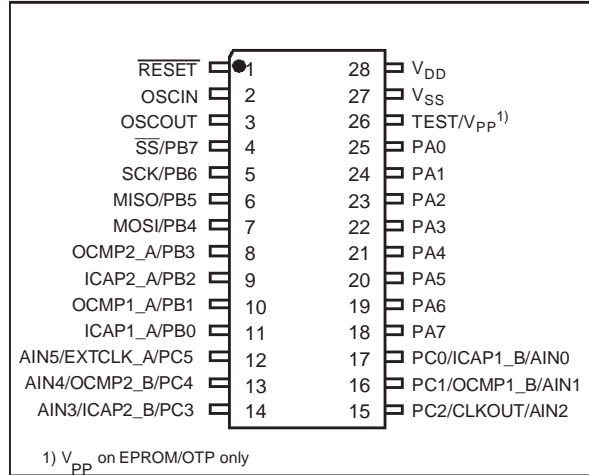 RESET 1 28 VDD
OSCIN 2 27 VSS
OSCOUT 3 26 TEST/VPP1)
SS/PB7 4 25 PA0
SCK/PB6 5 24 PA1
MISO/PB5 6 23 PA2
MOSI/PB4 7 22 PA3
OCMP2_A/PB3 8 21 PA4
ICAP2_A/PB2 9 20 PA5
OCMP1_A/PB1 10 19 PA6
ICAP1_A/PB0 11 18 PA7
AIN5/EXTCLK_A/PC5 12 17 PC0/ICAP1_B/AIN0
AIN4/OCMP2_B/PC4 13 16 PC1/OCMP1_B/AIN1
AIN3/ICAP2_B/PC3 14 15 PC2/CLKOUT/AIN2
1) VPP on EPROM/OTP only